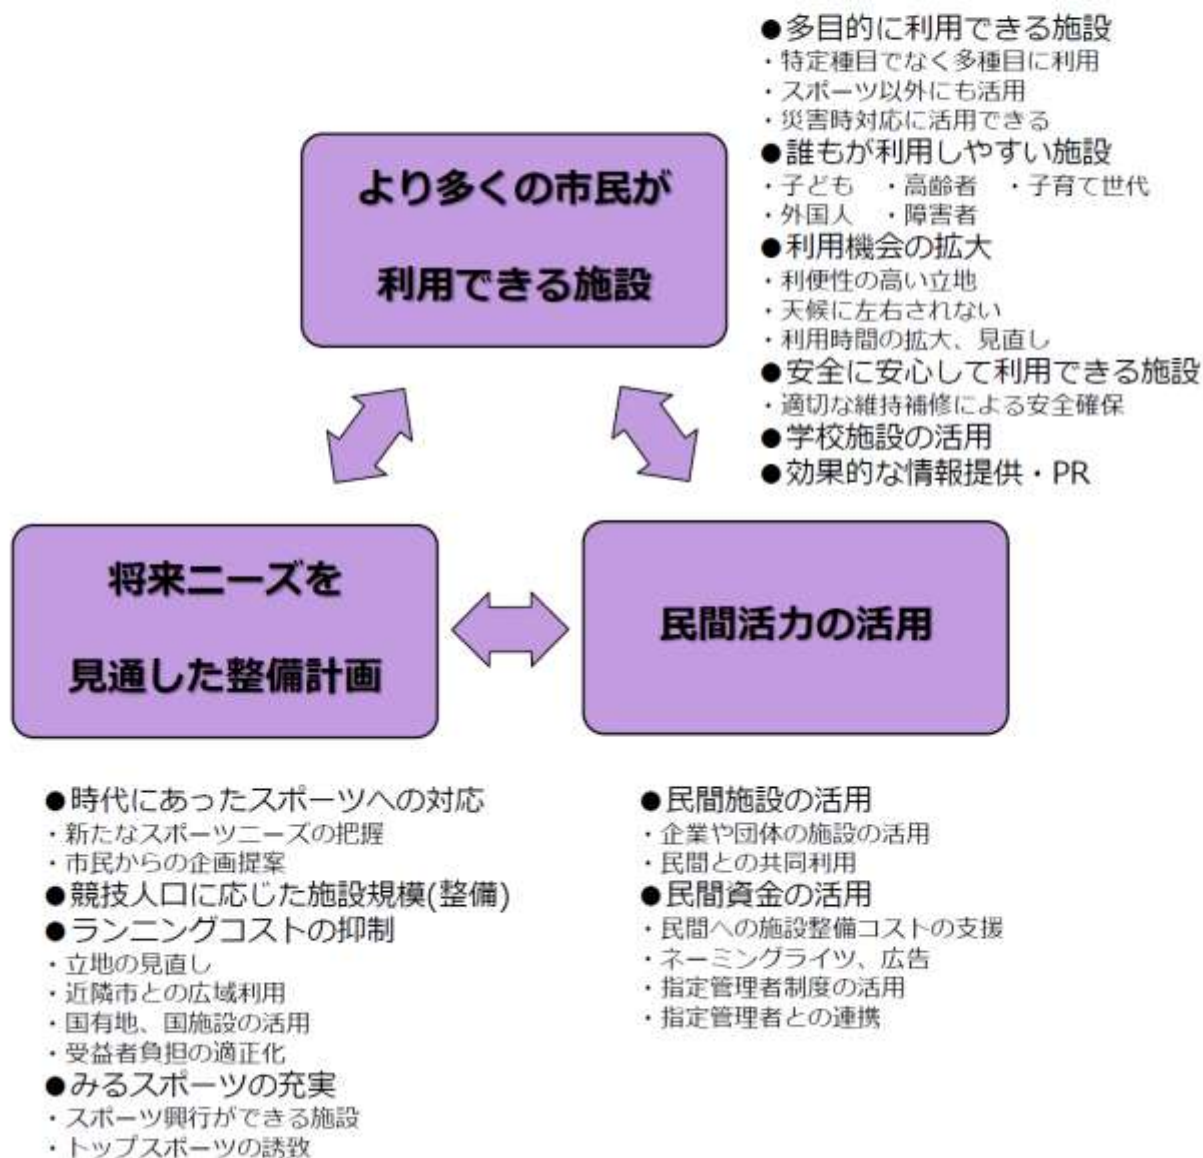 ●多目的に利用できる施設
・特定種目でなく多種目に利用
・スポーツ以外にも活用
・災害時対応に活用できる
●誰もが利用しやすい施設
・子ども ・高齢者 ・子育て世代
・外国人 ・障害者
●利用機会の拡大
・利便性の高い立地
・天候に左右されない
・利用時間の拡大、見直し
●安全に安心して利用できる施設
・適切な維持補修による安全確保
●学校施設の活用
●効果的な情報提供・PR
より多くの市民が
利用できる施設
将来ニーズを
見通した整備計画
民間活力の活用
●時代にあったスポーツへの対応
・新たなスポーツニーズの把握
・市民からの企画提案
●競技人口に応じた施設規模(整備)
●ランニングコストの抑制
・立地の見直し
・近隣市との広域利用
・国有地、国施設の活用
・受益者負担の適正化
●みるスポーツの充実
・スポーツ興行ができる施設
・トップスポーツの誘致
●民間施設の活用
・企業や団体の施設の活用
・民間との共同利用
●民間資金の活用
・民間への施設整備コストの支援
・ネーミングライツ、広告
・指定管理者制度の活用
・指定管理者との連携